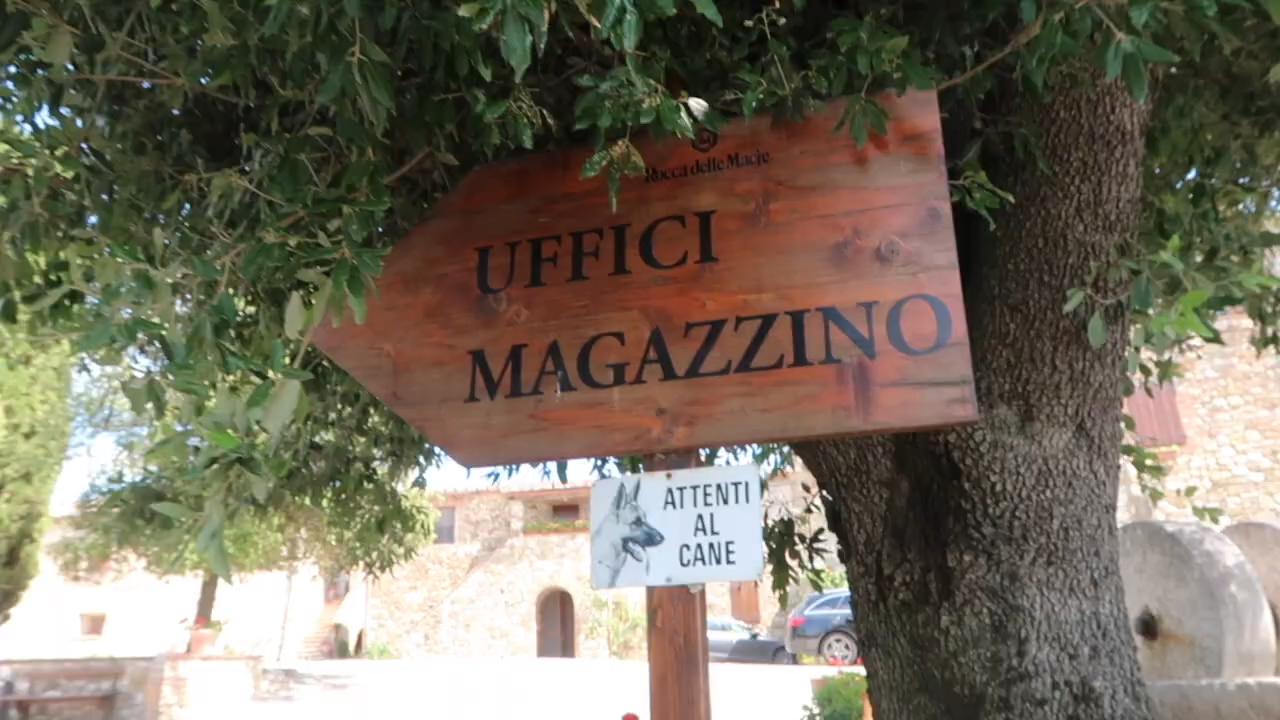 Rocca delle Macìe
UFFICI
MAGAZZINO
ATTENTI
AL
CANE